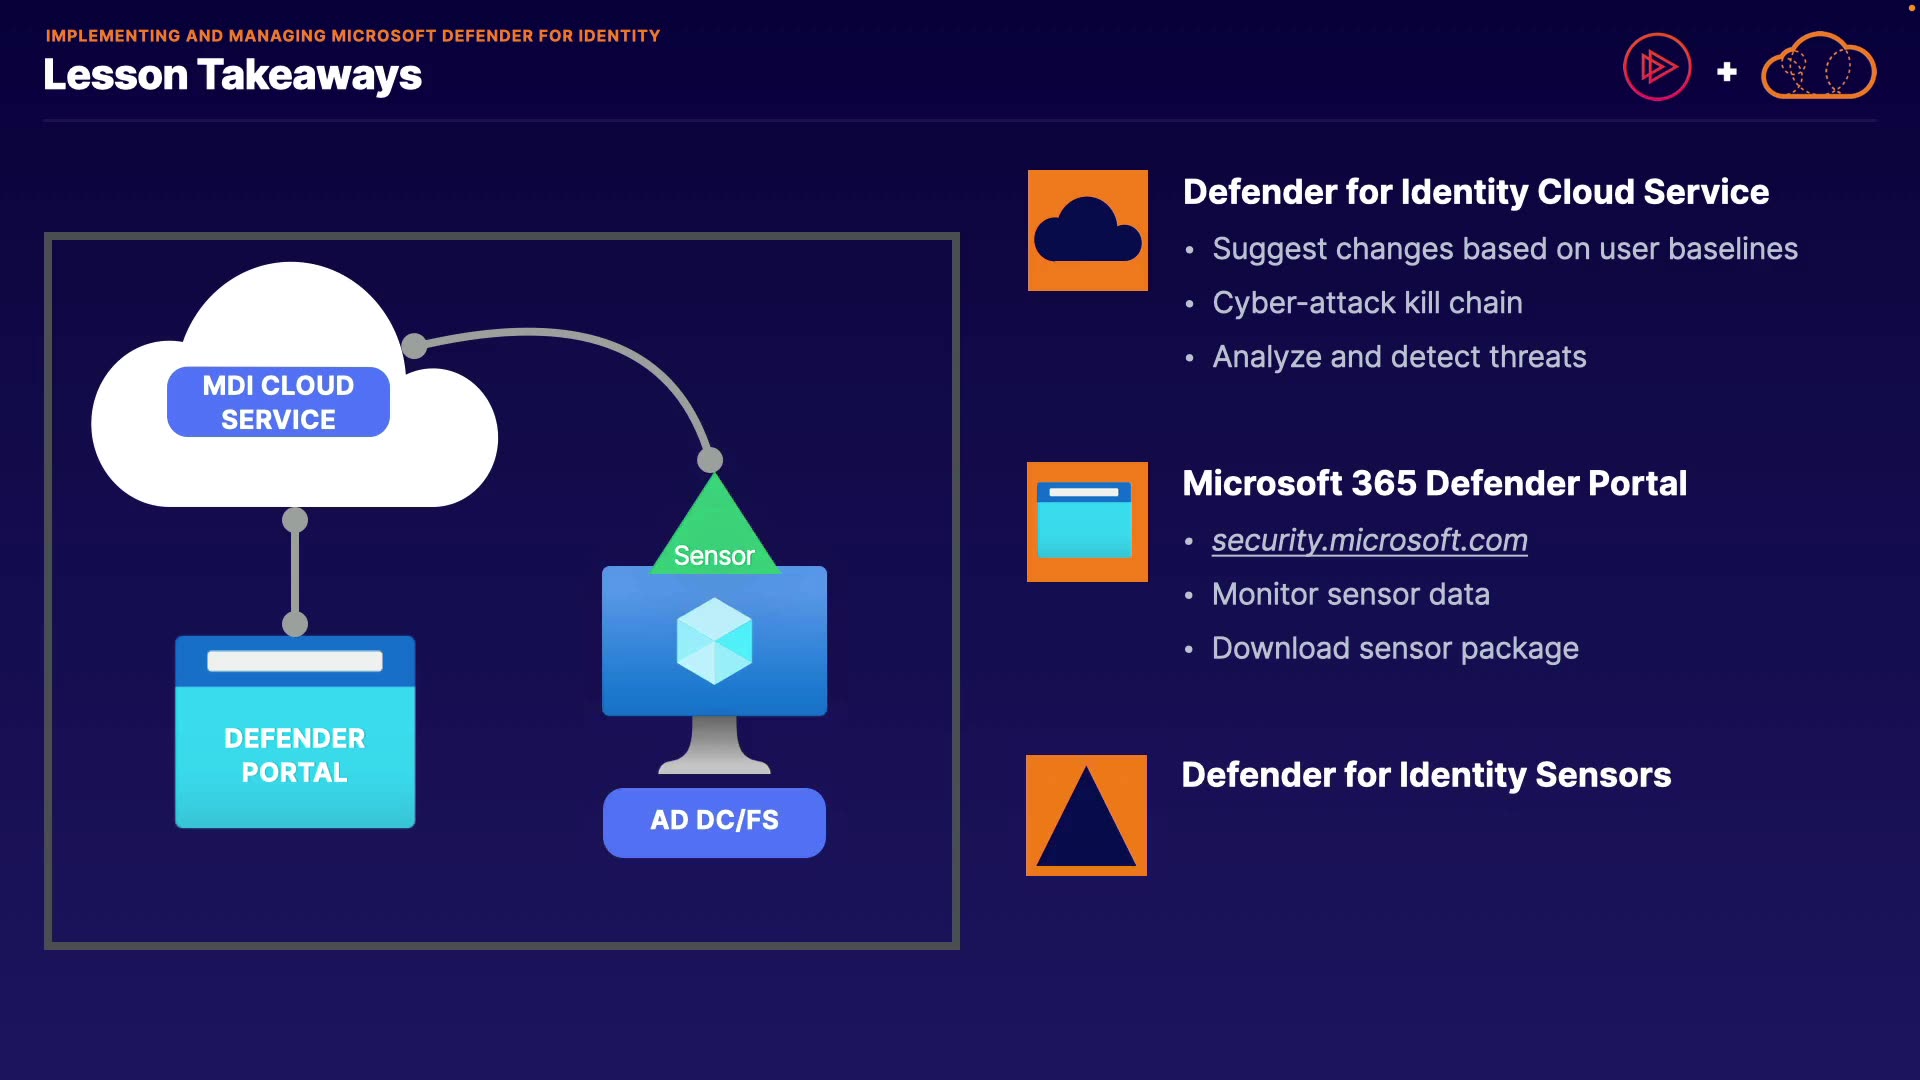 IMPLEMENTING AND MANAGING MICROSOFT DEFENDER FOR IDENTITY
Lesson Takeaways
MDI CLOUD
SERVICE
Sensor
DEFENDER
PORTAL
AD DC/FS
Defender for Identity Cloud Service
• Suggest changes based on user baselines
• Cyber-attack kill chain
• Analyze and detect threats
Microsoft 365 Defender Portal
• security.microsoft.com
• Monitor sensor data
• Download sensor package
Defender for Identity Sensors